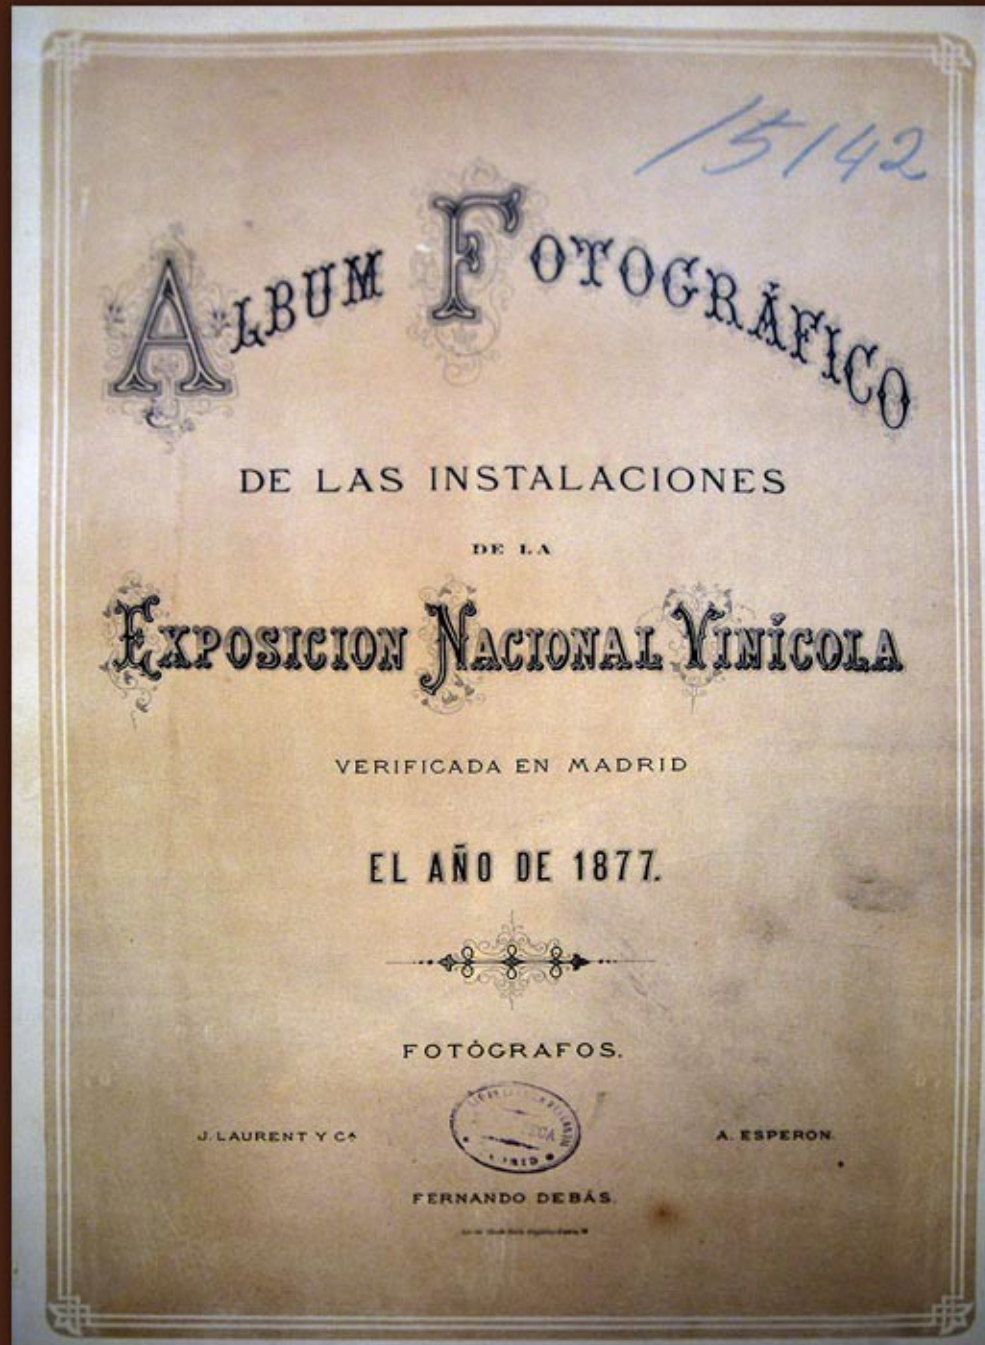 15142
ALBUM FOTOGRÁFICO
DE LAS INSTALACIONES
DE LA
EXPOSICION NACIONAL VINÍCOLA
VERIFICADA EN MADRID
EL AÑO DE 1877.
FOTÓGRAFOS.
J. LAURENT Y Cª
A. ESPERON.
FERNANDO DEBÁS.